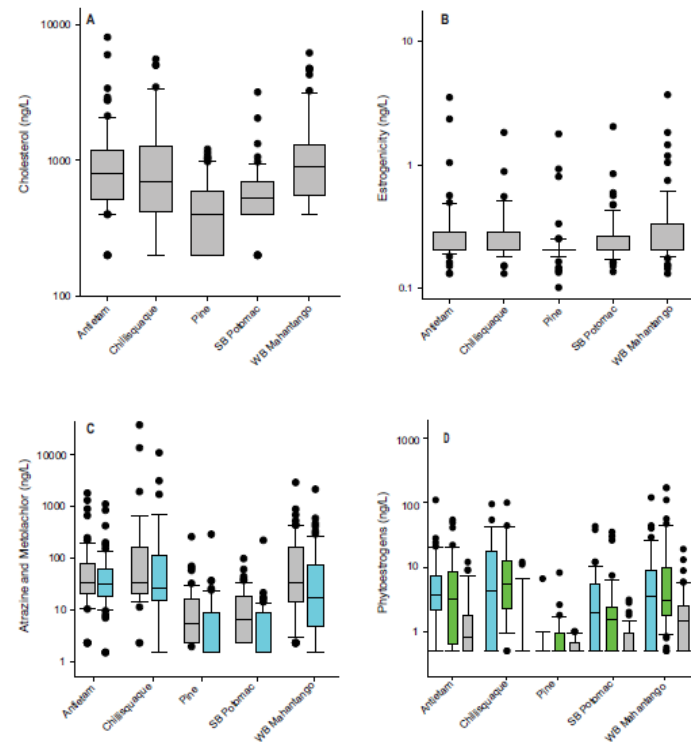 A
10000
1000
100
Cholesterol (ng/L)
Antietam
Chillisquaque
Pine
SB Potomac
WB Mahantango
B
10
1
0.1
Estrogenicity (ng/L)
Antietam
Chillisquaque
Pine
SB Potomac
WB Mahantango
C
10000
1000
100
10
1
Atrazine and Metolachlor (ng/L)
Antietam
Chillisquaque
Pine
SB Potomac
WB Mahantango
D
1000
100
10
1
Phytoestrogens (ng/L)
Antietam
Chillisquaque
Pine
SB Potomac
WB Mahantango